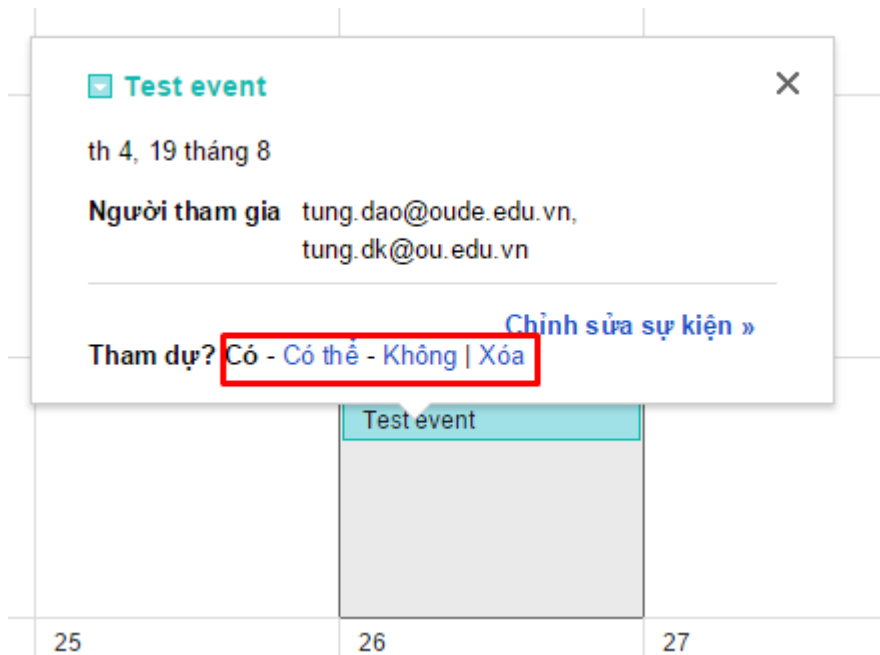 Test event
th 4, 19 tháng 8
Người tham gia tung.dao@oude.edu.vn,
tung.dk@ou.edu.vn
Chỉnh sửa sự kiện »
Tham dự? Có - Có thể - Không | Xóa
Test event
25 26 27